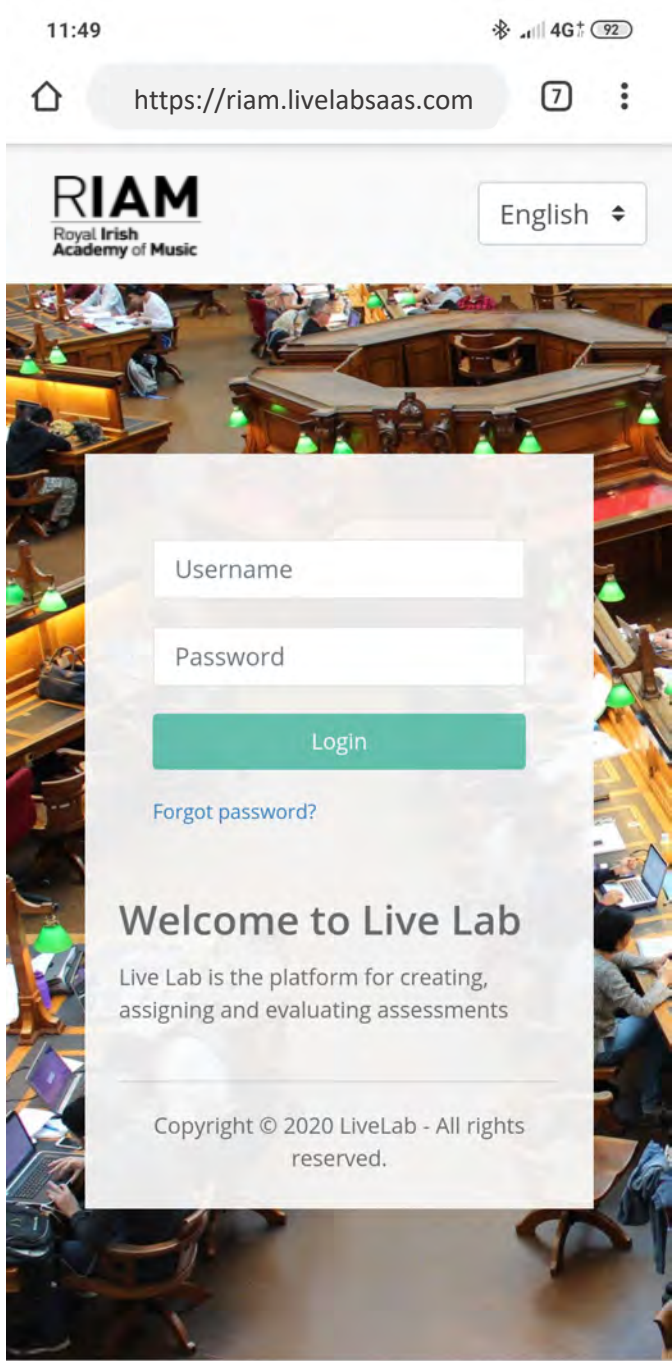 11:49
4G+ 92
https://riam.livelabsaas.com
7
RIAM
Royal Irish
Academy of Music
English
Username
Password
Login
Forgot password?
Welcome to Live Lab
Live Lab is the platform for creating,
assigning and evaluating assessments
Copyright © 2020 LiveLab - All rights
reserved.